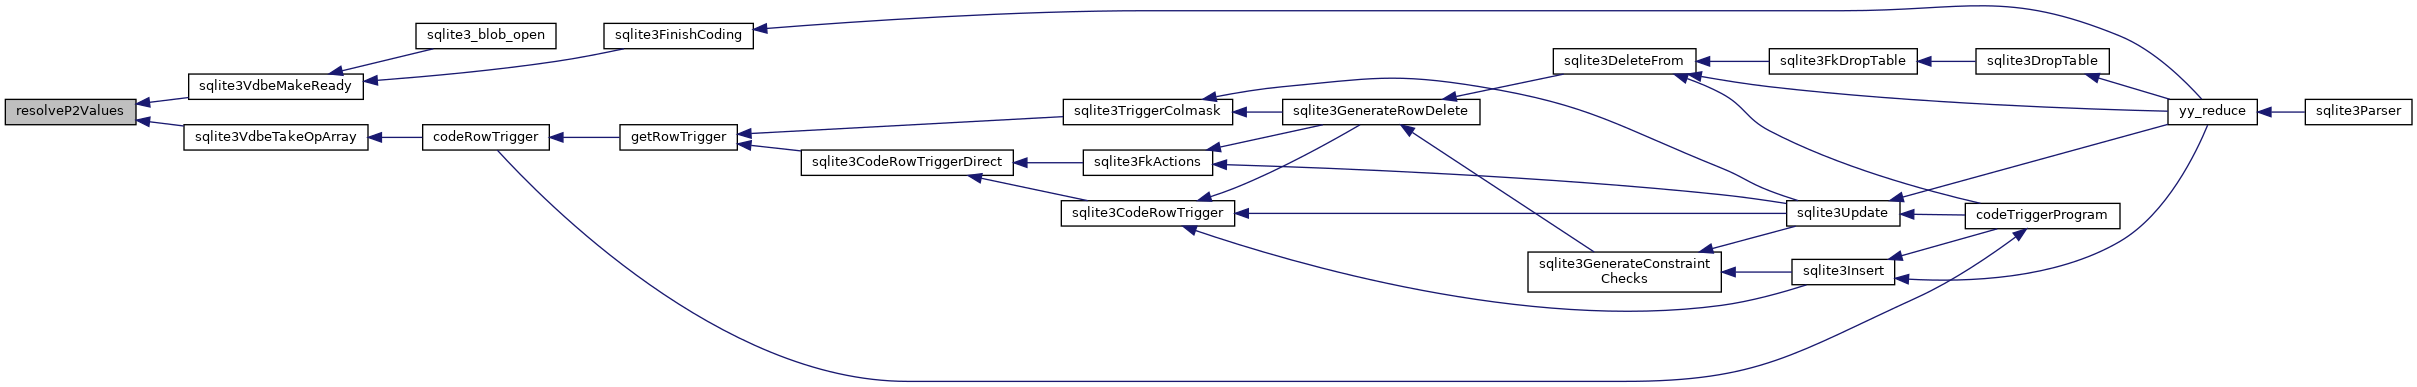 resolveP2Values
sqlite3VdbeMakeReady
sqlite3VdbeTakeOpArray
sqlite3_blob_open
codeRowTrigger
sqlite3FinishCoding
getRowTrigger
sqlite3CodeRowTriggerDirect
sqlite3TriggerColmask
sqlite3FkActions
sqlite3CodeRowTrigger
sqlite3GenerateRowDelete
sqlite3DeleteFrom
sqlite3GenerateConstraint
Checks
sqlite3FkDropTable
sqlite3Update
sqlite3Insert
sqlite3DropTable
codeTriggerProgram
yy_reduce
sqlite3Parser